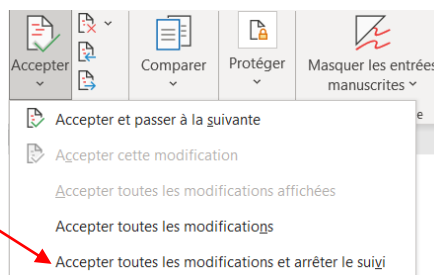 Accepter
Comparer
Protéger
Masquer les entrées
manuscrites
e
Accepter et passer à la suivante
Accepter cette modification
Accepter toutes les modifications affichées
Accepter toutes les modifications
Accepter toutes les modifications et arrêter le suivi